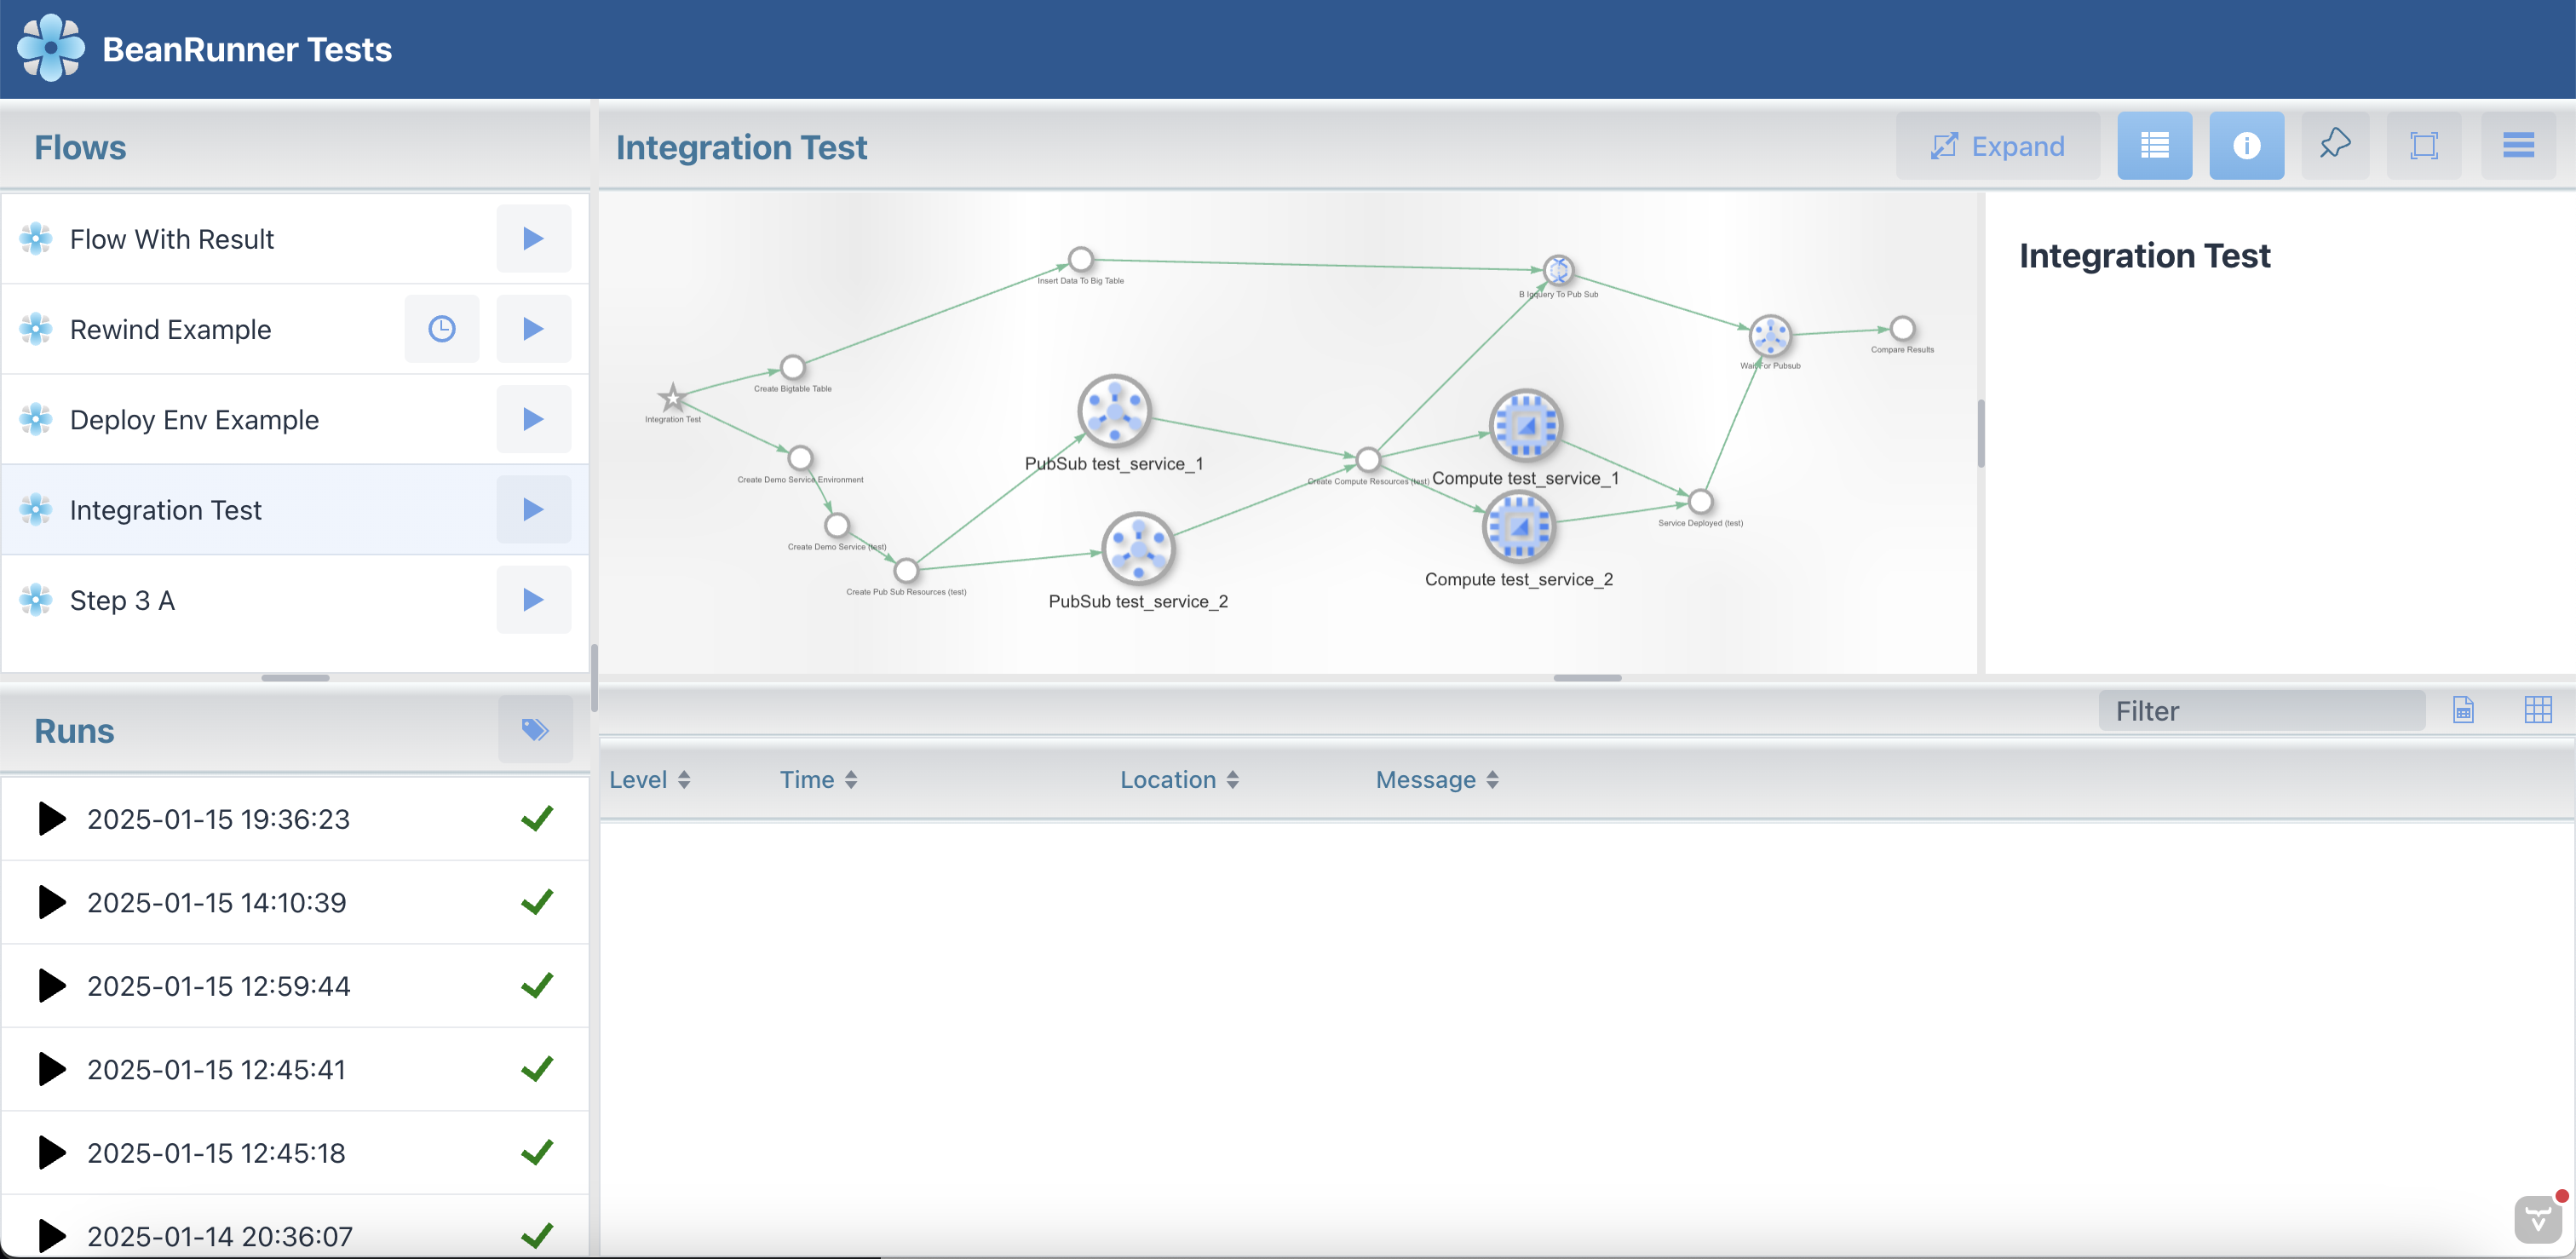 BeanRunner Tests
Flows
Flow With Result
Rewind Example
Deploy Env Example
Integration Test
Step 3 A
Runs
2025-01-15 19:36:23
2025-01-15 14:10:39
2025-01-15 12:59:44
2025-01-15 12:45:41
2025-01-15 12:45:18
2025-01-14 20:36:07
Integration Test
Expand
Insert Data To Big Table
B Igquery To Pub Sub
Wait For Pubsub
Compare Results
Create Bigtable Table
Integration Test
PubSub test_service_1
Create Demo Service Environment
Create Compute Resources (test)
Compute test_service_1
Service Deployed (test)
Create Demo Service (test)
Create Pub Sub Resources (test)
PubSub test_service_2
Compute test_service_2
Integration Test
Filter
Level Time Location Message